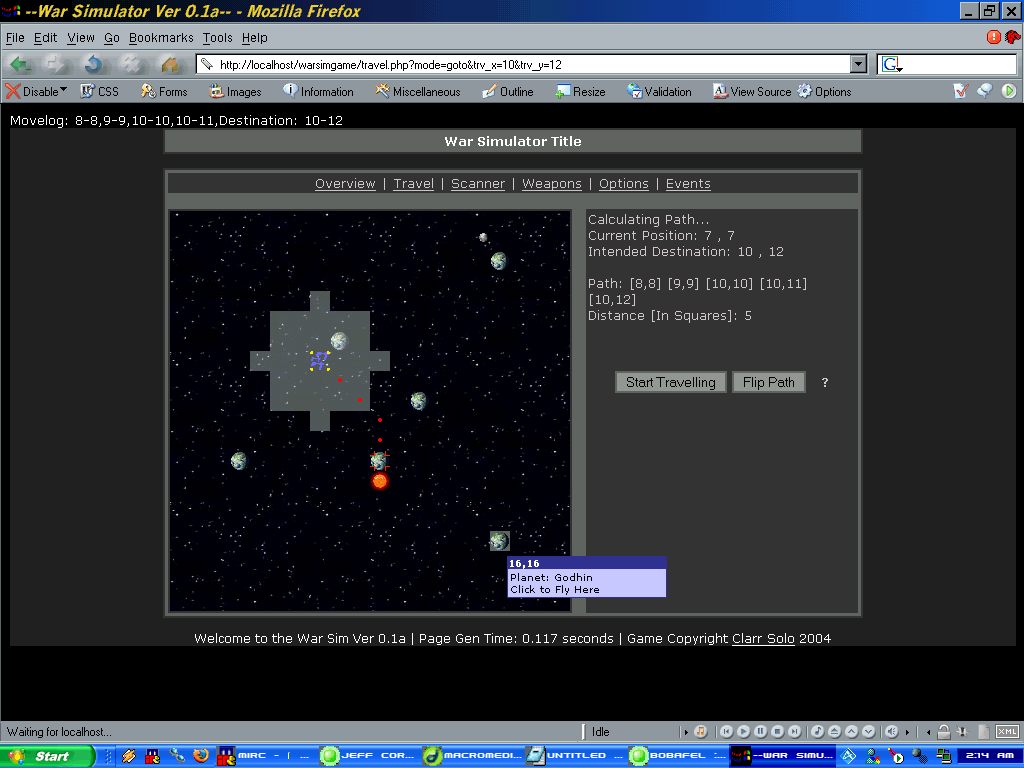 --War Simulator Ver 0.1a-- - Mozilla Firefox
File Edit View Go Bookmarks Tools Help
http://localhost/warsimgame/travel.php?mode=goto&trv_x=10&trv_y=12
G
Disable CSS Forms Images Information Miscellaneous Outline Resize Validation View Source Options
Movelog: 8-8,9-9,10-10,10-11,Destination: 10-12
War Simulator Title
Overview | Travel | Scanner | Weapons | Options | Events
Calculating Path...
Current Position: 7 , 7
Intended Destination: 10 , 12
Path: [8,8] [9,9] [10,10] [10,11]
[10,12]
Distance [In Squares]: 5
Start Travelling Flip Path ?
16,16
Planet: Godhin
Click to Fly Here
Welcome to the War Sim Ver 0.1a | Page Gen Time: 0.117 seconds | Game Copyright Clarr Solo 2004
Waiting for localhost... Idle XML
Start MIRC - [ ... JEFF COR... MACROMEDI... UNTITLED ... BOBAFEL :... --WAR SIMU... 2:14 AM